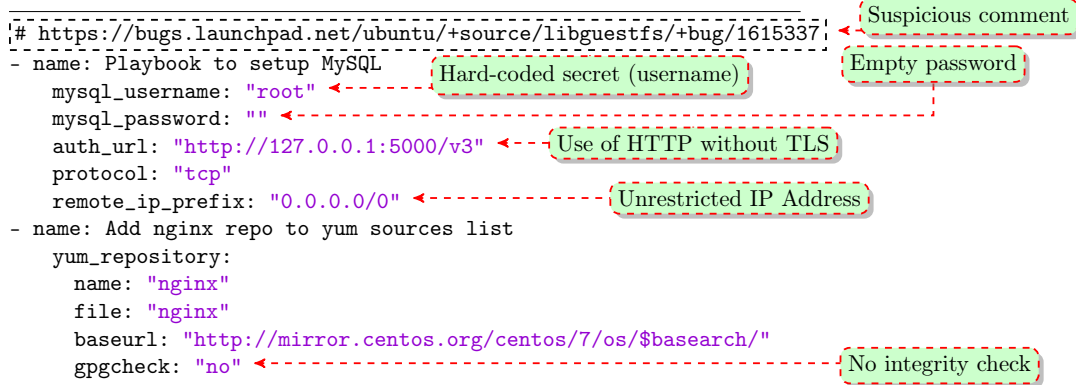 Suspicious comment
# https://bugs.launchpad.net/ubuntu/+source/libguestfs/+bug/1615337
- name: Playbook to setup MySQL
Hard-coded secret (username)
Empty password
mysql_username: "root"
mysql_password: ""
auth_url: "http://127.0.0.1:5000/v3"
Use of HTTP without TLS
protocol: "tcp"
remote_ip_prefix: "0.0.0.0/0"
Unrestricted IP Address
- name: Add nginx repo to yum sources list
yum_repository:
name: "nginx"
file: "nginx"
baseurl: "http://mirror.centos.org/centos/7/os/$basearch/"
gpgcheck: "no"
No integrity check